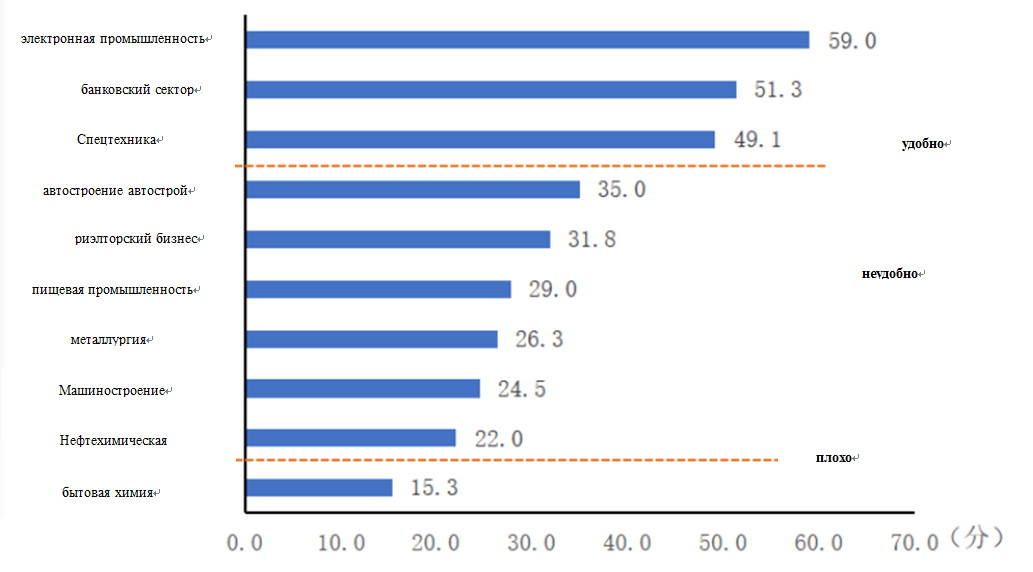 электронная промышленность↵ 59.0
банковский сектор↵ 51.3
Спецтехника↵ 49.1 удобно↵
автостроение автострой↵ 35.0
риэлторский бизнес↵ 31.8
неудобно↵
пищевая промышленность↵ 29.0
металлургия↵ 26.3
Машиностроение↵ 24.5
Нефтехимическая 22.0
плохо↵
бытовая химия↵ 15.3
0.0 10.0 20.0 30.0 40.0 50.0 60.0 70.0 (分)